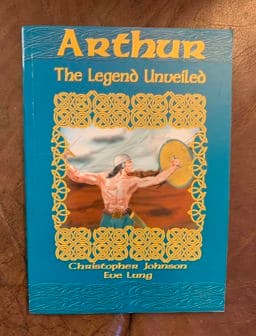 Arthur
The Legend Unveiled
Christopher Johnson
Eve Lung